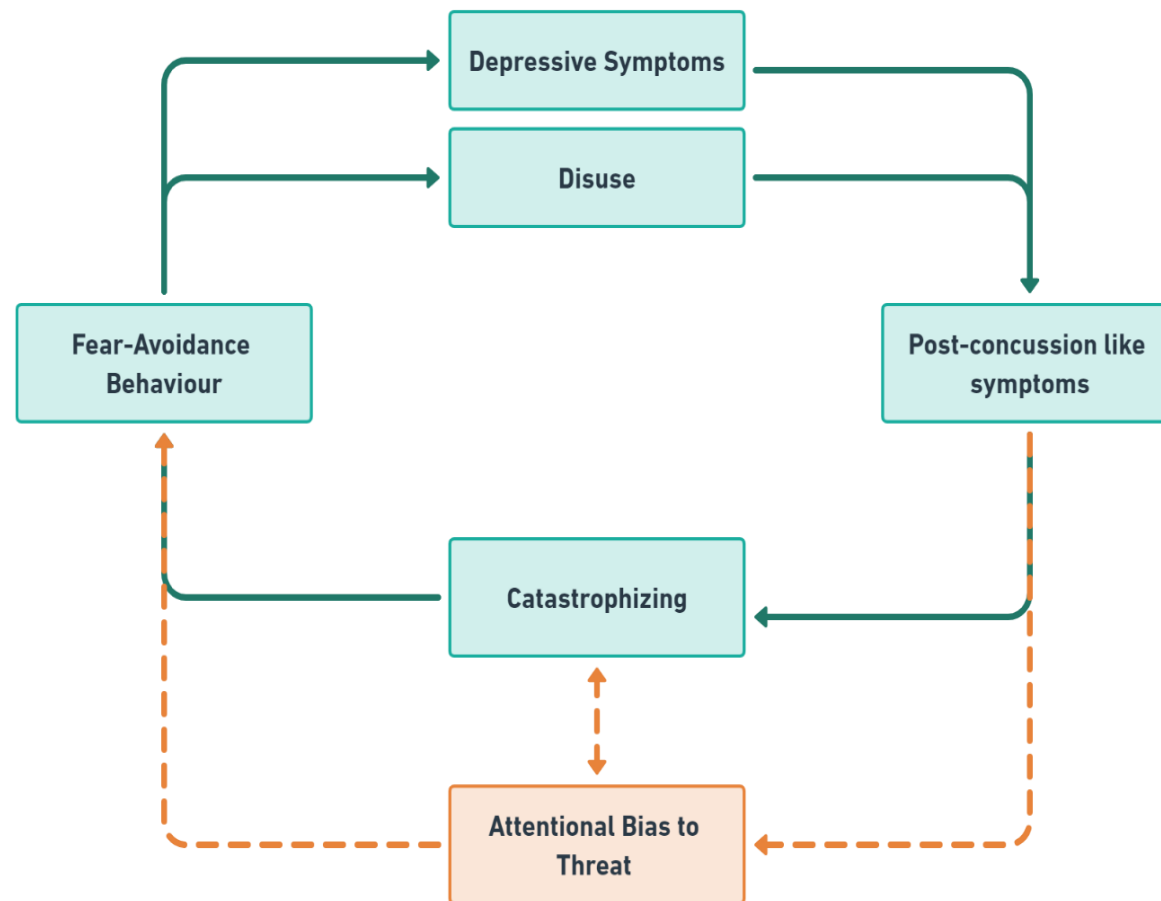 Depressive Symptoms
Disuse
Fear-Avoidance
Behaviour
Post-concussion like
symptoms
Catastrophizing
Attentional Bias to
Threat